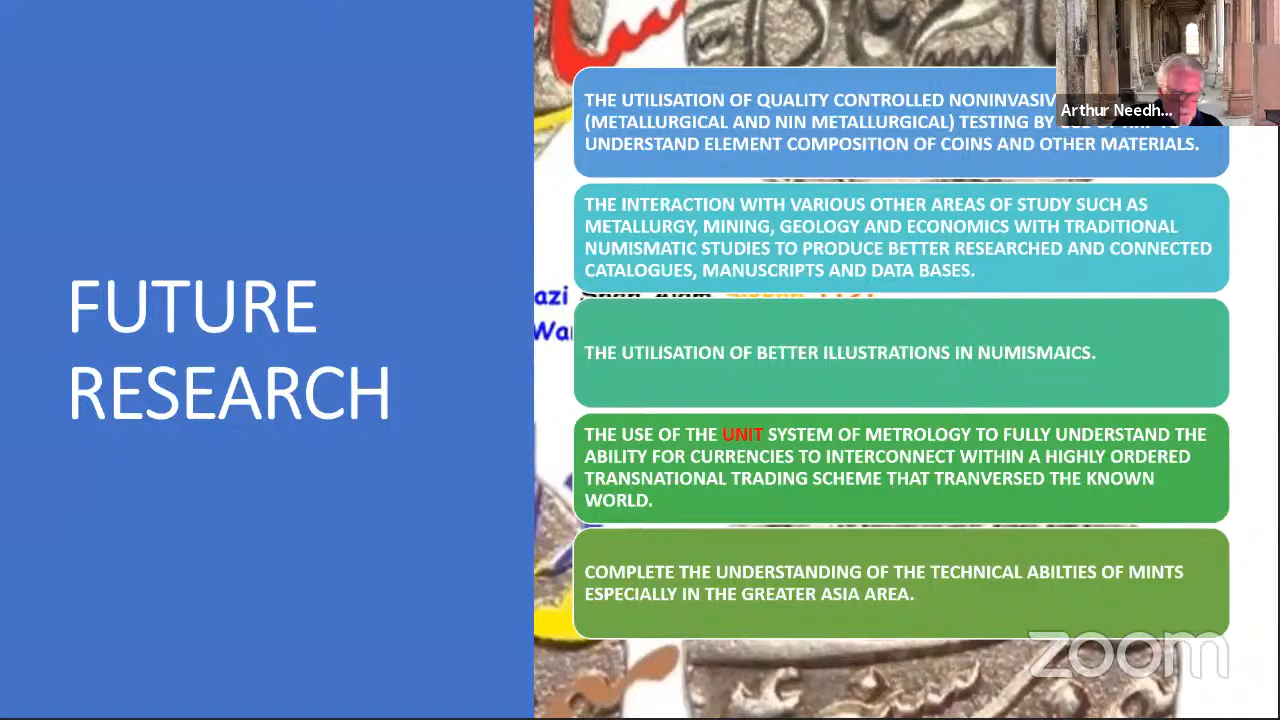 FUTURE
RESEARCH
THE UTILISATION OF QUALITY CONTROLLED
(METALLURGICAL AND NIN METALLURGICAL) TESTING BY
UNDERSTAND ELEMENT COMPOSITION OF COINS AND OTHER MATERIALS.
Arthur Needh...
THE INTERACTION WITH VARIOUS OTHER AREAS OF STUDY SUCH AS
METALLURGY, MINING, GEOLOGY AND ECONOMICS WITH TRADITIONAL
NUMISMATIC STUDIES TO PRODUCE BETTER RESEARCHED AND CONNECTED
CATALOGUES, MANUSCRIPTS AND DATA BASES.
azi
THE UTILISATION OF BETTER ILLUSTRATIONS IN NUMISMAICS.
THE USE OF THE UNIT SYSTEM OF METROLOGY TO FULLY UNDERSTAND THE
ABILITY FOR CURRENCIES TO INTERCONNECT WITHIN A HIGHLY ORDERED
TRANSNATIONAL TRADING SCHEME THAT TRANVERSED THE KNOWN
WORLD.
COMPLETE THE UNDERSTANDING OF THE TECHNICAL ABILTIES OF MINTS
ESPECIALLY IN THE GREATER ASIA AREA.
zoom